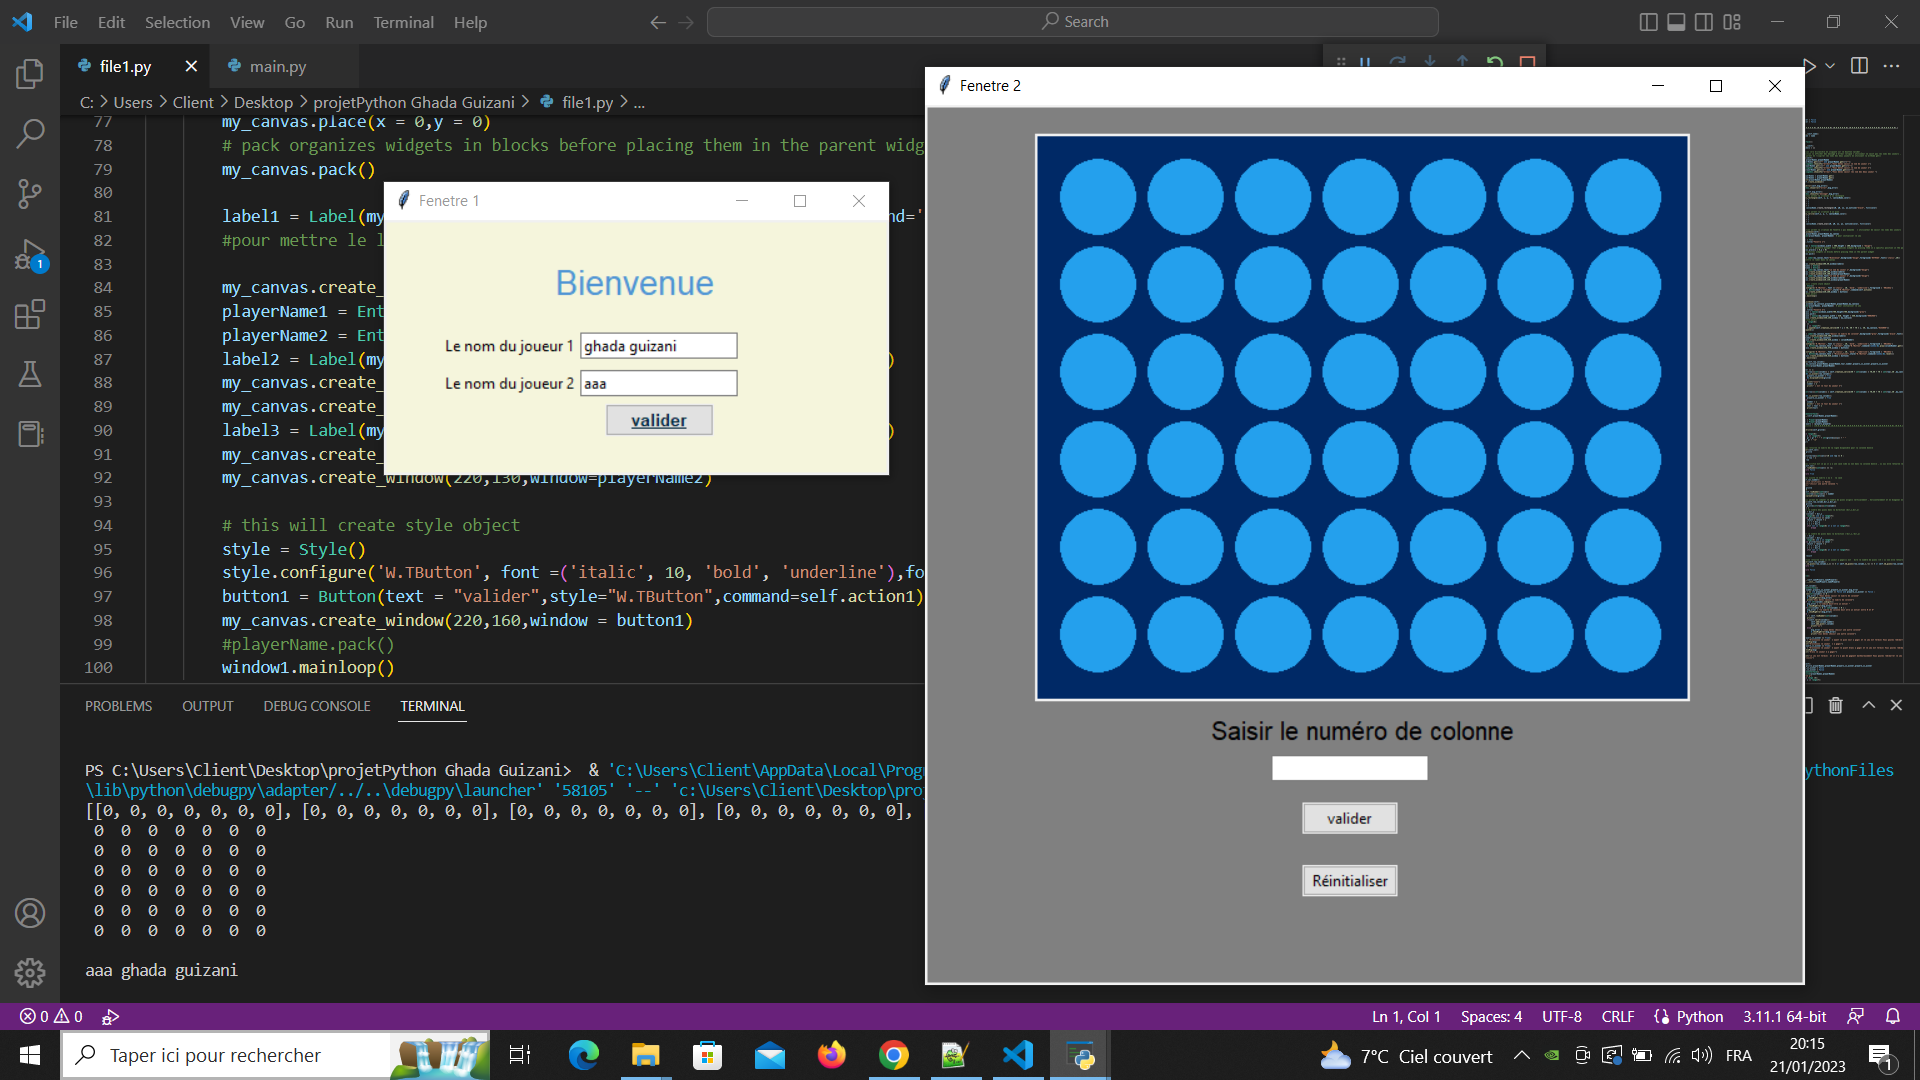 File Edit Selection View Go Run Terminal Help
Search
file1.py
main.py
C: > Users > Client > Desktop > projetPython Ghada Guizani > file1.py > ...
77 my_canvas.place(x = 0,y = 0)
78 # pack organizes widgets in blocks before placing them in the parent widg
79 my_canvas.pack()
80
81 label1 = Label(my nd='
82 #pour mettre le l
83
84 my_canvas.create_
85 playerName1 = Ent
86 playerName2 = Ent
87 label2 = Label(my )
88 my_canvas.create_
89 my_canvas.create_
90 label3 = Label(my )
91 my_canvas.create_
92 my_canvas.create_window(220,130,window=playerName2)
93
94 # this will create style object
95 style = Style()
96 style.configure('W.TButton', font =('italic', 10, 'bold', 'underline'),fo
97 button1 = Button(text = "valider",style="W.TButton",command=self.action1)
98 my_canvas.create_window(220,160,window = button1)
99 #playerName.pack()
100 window1.mainloop()
Fenetre 1
Bienvenue
Le nom du joueur 1 ghada guizani
Le nom du joueur 2 aaa
valider
Fenetre 2
Saisir le numéro de colonne
valider
Réinitialiser
PROBLEMS OUTPUT DEBUG CONSOLE TERMINAL
PS C:\Users\Client\Desktop\projetPython Ghada Guizani> & 'C:\Users\Client\AppData\Local\Progr ythonFiles
\lib\python\debugpy\adapter/../..\debugpy\launcher' '58105' '--' 'c:\Users\Client\Desktop\proj
[[0, 0, 0, 0, 0, 0, 0], [0, 0, 0, 0, 0, 0, 0], [0, 0, 0, 0, 0, 0, 0], [0, 0, 0, 0, 0, 0, 0],
0 0 0 0 0 0 0
0 0 0 0 0 0 0
0 0 0 0 0 0 0
0 0 0 0 0 0 0
0 0 0 0 0 0 0
0 0 0 0 0 0 0
aaa ghada guizani
1
0 0
Ln 1, Col 1 Spaces: 4 UTF-8 CRLF Python 3.11.1 64-bit
Taper ici pour rechercher
7°C Ciel couvert
FRA
20:15
21/01/2023
1